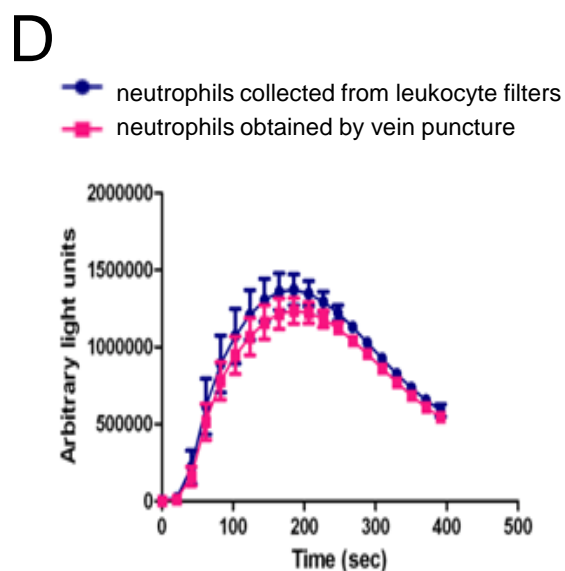 D
neutrophils collected from leukocyte filters
neutrophils obtained by vein puncture
2000000
1500000
1000000
500000
0
Arbitrary light units
0 100 200 300 400 500
Time (sec)